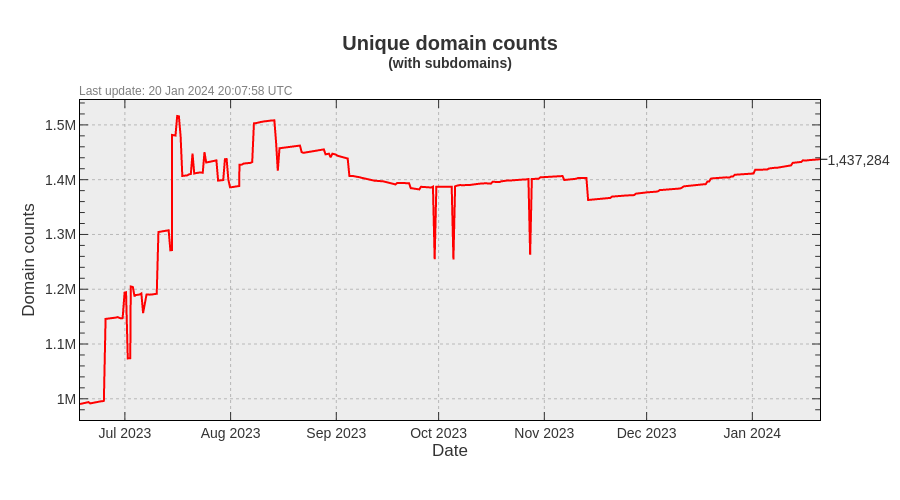 Unique domain counts
(with subdomains)
Last update: 20 Jan 2024 20:07:58 UTC
1.5M
1.4M
1.3M
1.2M
1.1M
1M
Domain counts
1,437,284
Jul 2023 Aug 2023 Sep 2023 Oct 2023 Nov 2023 Dec 2023 Jan 2024
Date